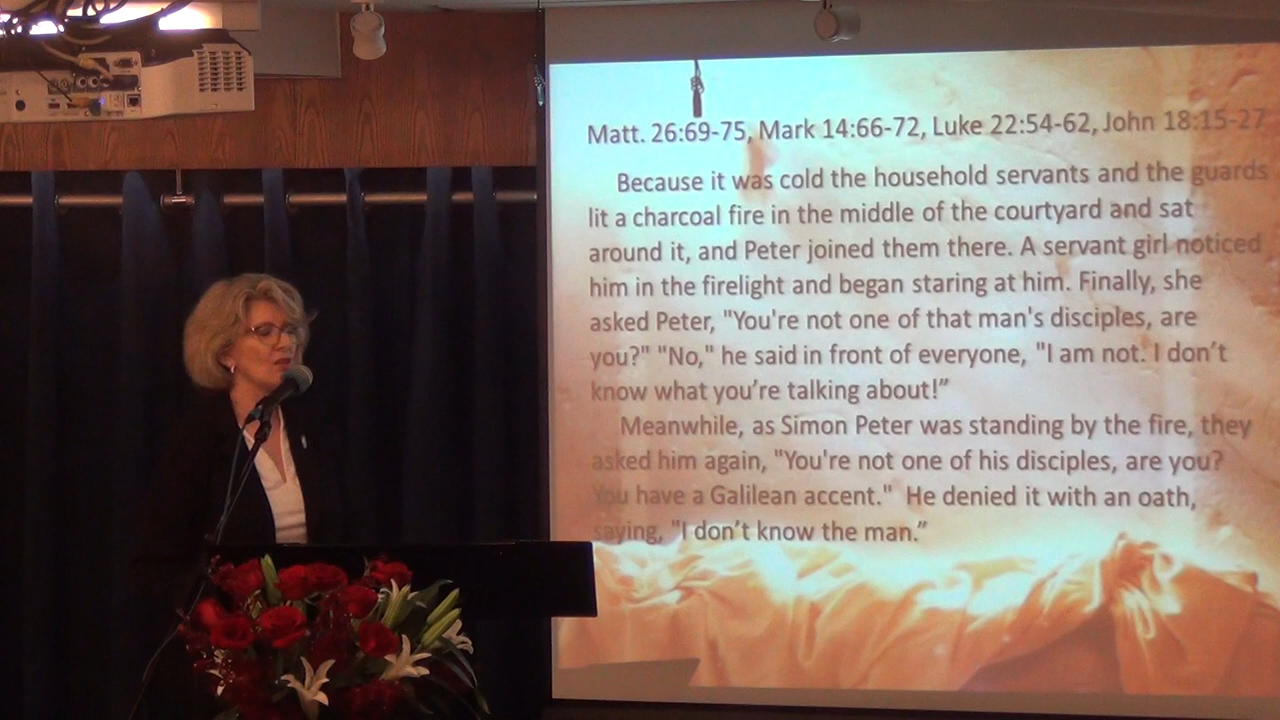 Matt. 26:69-75, Mark 14:66-72, Luke 22:54-62, John 18:15-27
Because it was cold the household servants and the guards
lit a charcoal fire in the middle of the courtyard and sat
around it, and Peter joined them there. A servant girl noticed
him in the firelight and began staring at him. Finally, she
asked Peter, "You're not one of that man's disciples, are
you?" "No," he said in front of everyone, "I am not. I don’t
know what you’re talking about!”
Meanwhile, as Simon Peter was standing by the fire, they
asked him again, "You're not one of his disciples, are you?
You have a Galilean accent." He denied it with an oath,
saying, "I don’t know the man.”